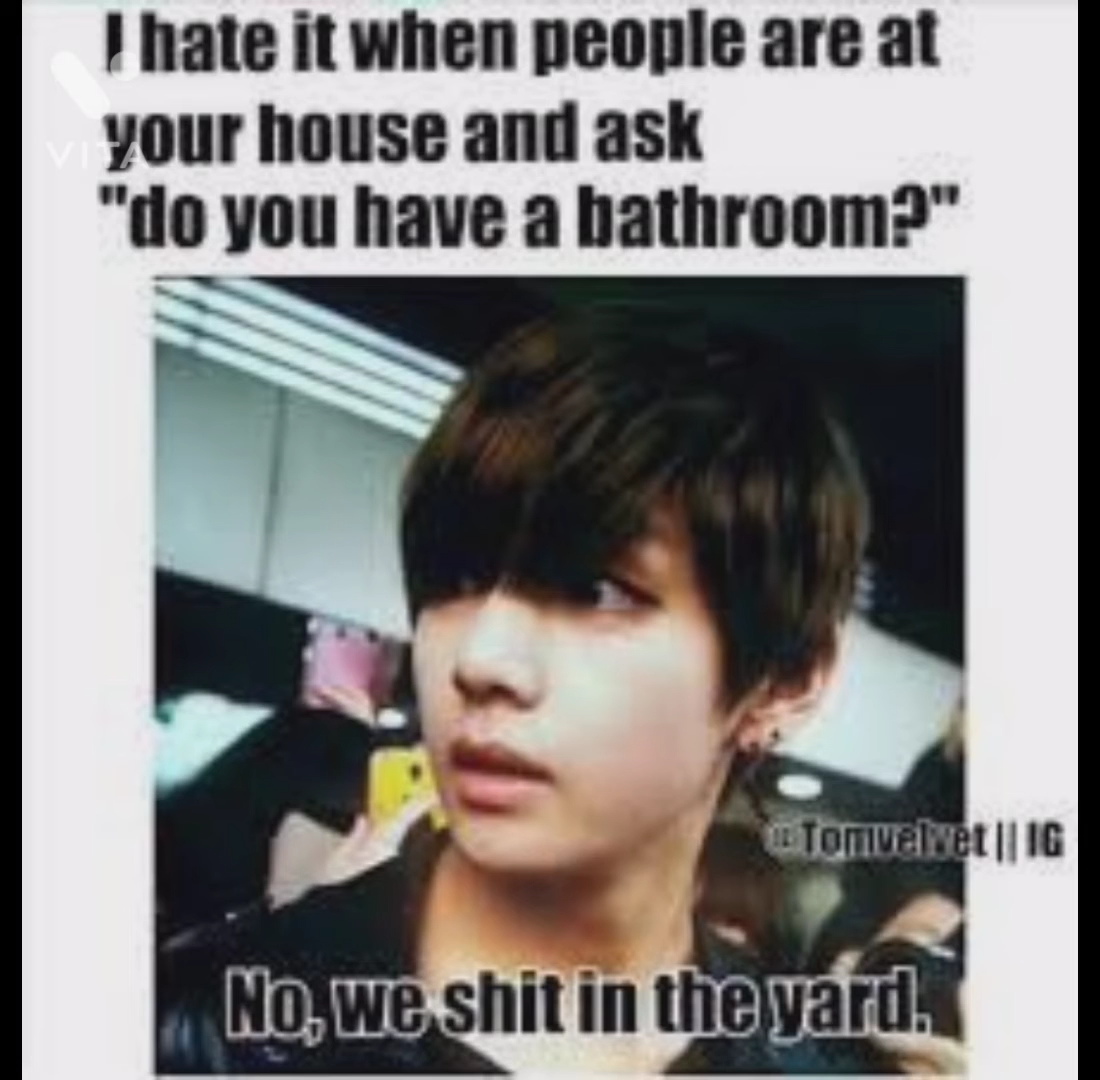 I hate it when people are at
VITA
your house and ask
"do you have a bathroom?"
@Tomvelvet || IG
No, we shit in the yard.